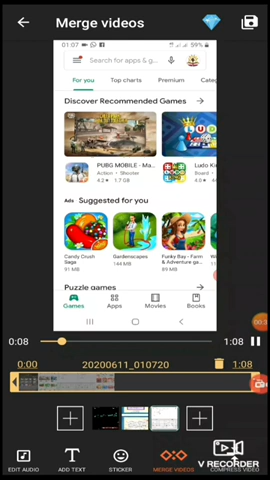 Merge videos
01:07
59%
Search for apps & g...
For you Top charts Premium Categ
Discover Recommended Games
PUBG MOBILE - Ma...
Action · Shooter
4.2 1.7 GB
Ludo Ki
Board
4.0
Ads Suggested for you
Candy Crush
Saga
91 MB
Gardenscapes
144 MB
Funky Bay - Farm
& Adventure ga...
89 MB
Puzzle games
Games Apps Movies Books
0:08 1:08
0:00 20200611_010720 1:08
EDIT AUDIO ADD TEXT STICKER MERGE VIDEOS COMPRESS VIDEO
V RECORDER